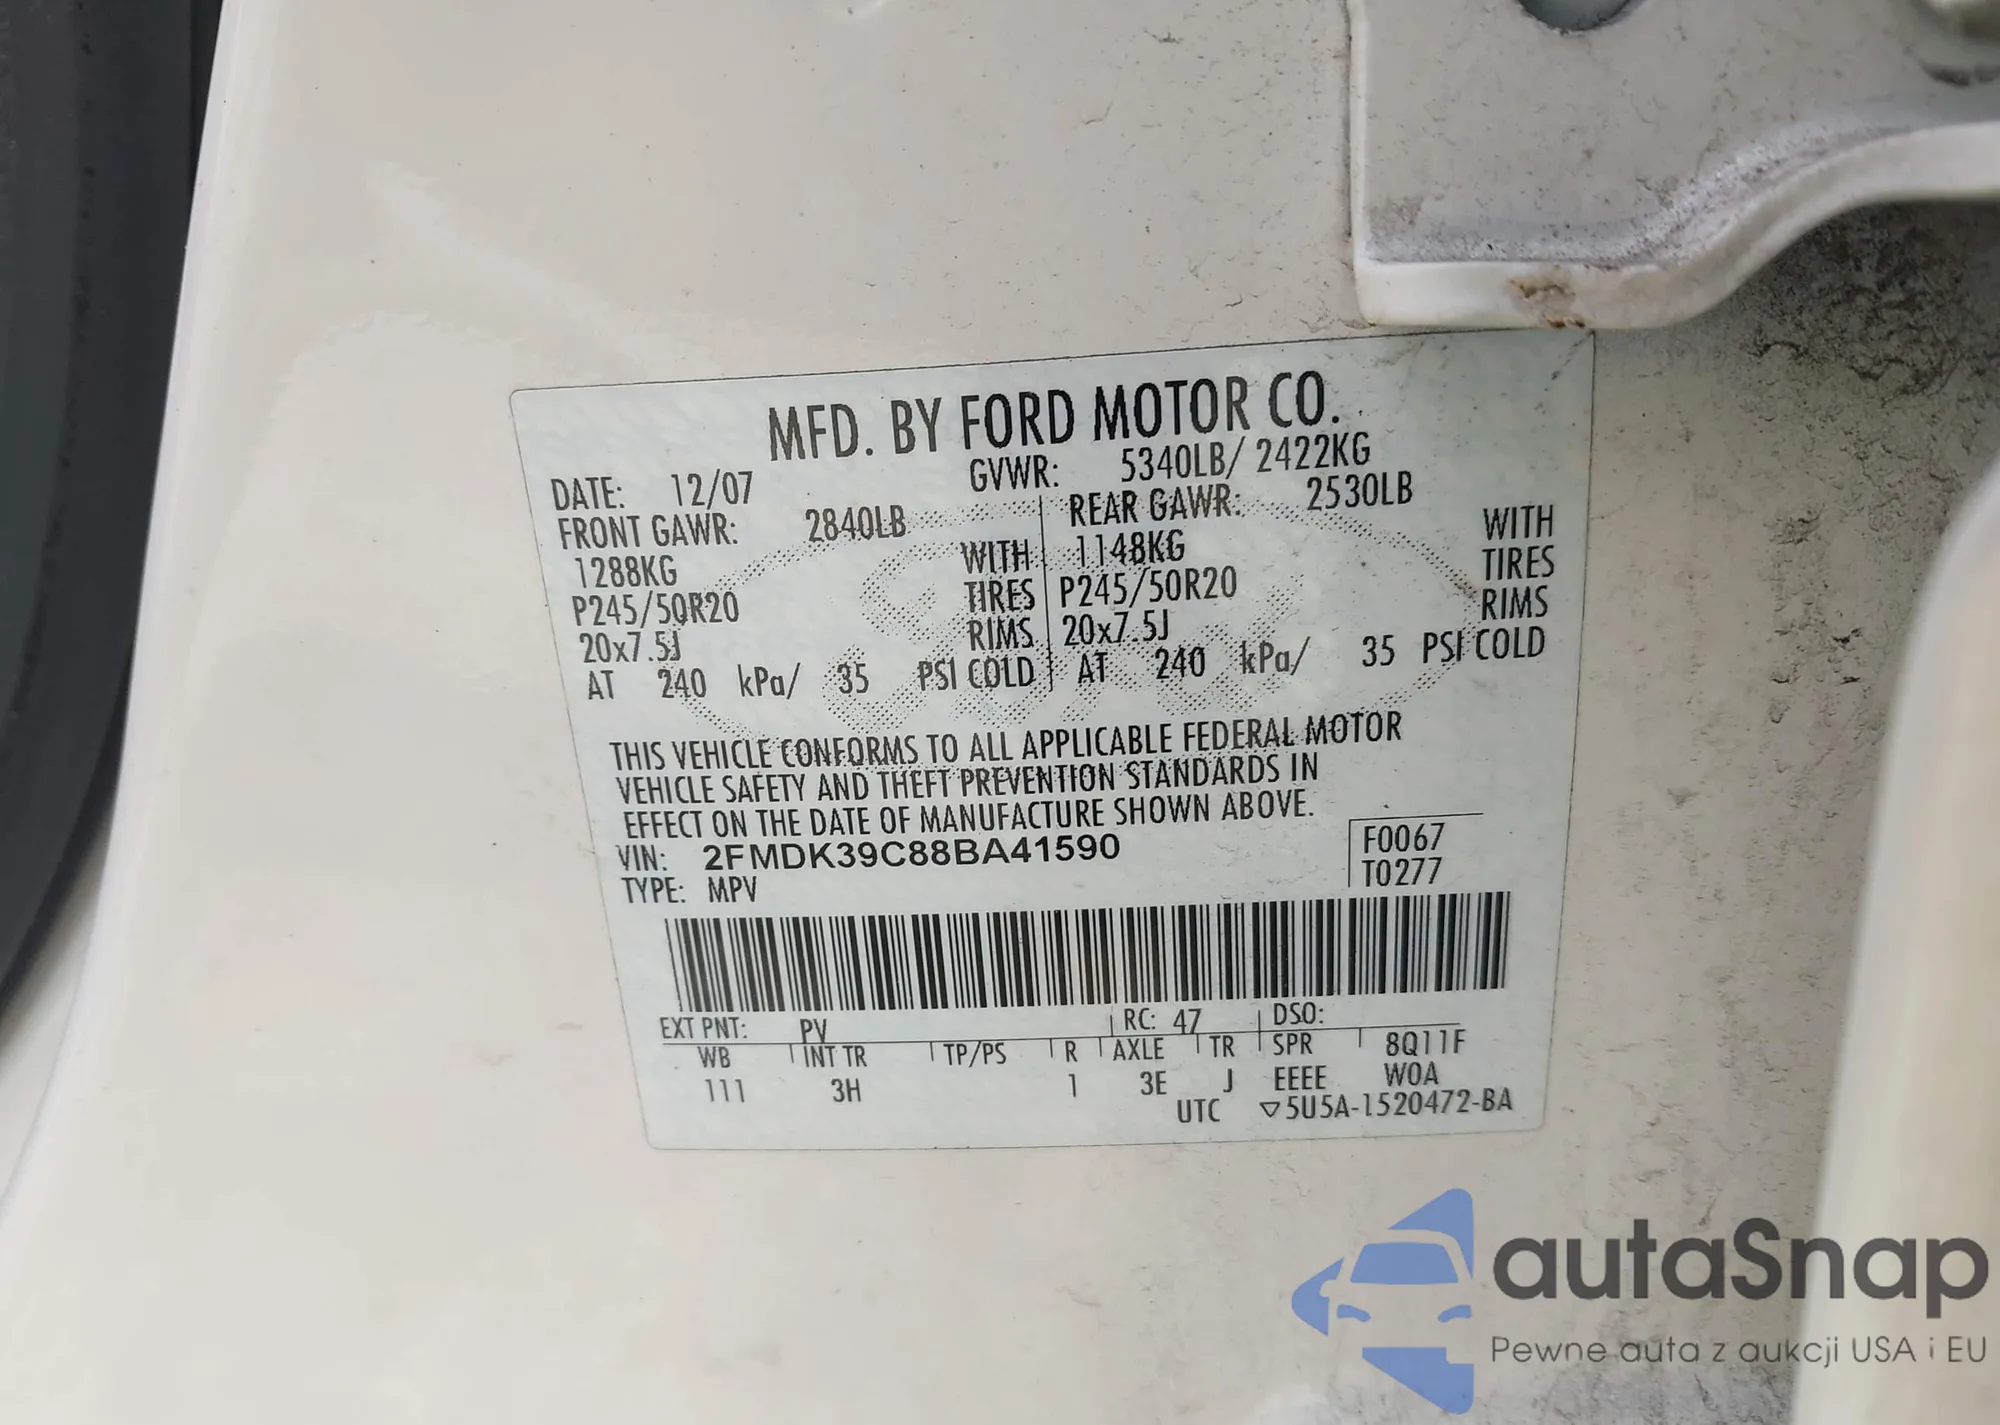 MFD. BY FORD MOTOR CO.
DATE: 12/07 GVWR: 5340LB/ 2422KG
FRONT GAWR: 2840LB REAR GAWR: 2530LB
1288KG WITH 1148KG WITH
P245/50R20 TIRES P245/50R20 TIRES
20x7.5J RIMS 20x7.5J RIMS
AT 240 kPa/ 35 PSI COLD AT 240 kPa/ 35 PSI COLD
THIS VEHICLE CONFORMS TO ALL APPLICABLE FEDERAL MOTOR
VEHICLE SAFETY AND THEFT PREVENTION STANDARDS IN
EFFECT ON THE DATE OF MANUFACTURE SHOWN ABOVE.
VIN: 2FMDK39C88BA41590 F0067
TYPE: MPV T0277
EXT PNT: PV RC: 47 DSO:
WB INT TR TP/PS R AXLE TR SPR 8Q11F
111 3H 1 3E J EEEE W0A
UTC ▽5U5A-1520472-BA
autoSnap
Pewne auta z aukcji USA i EU